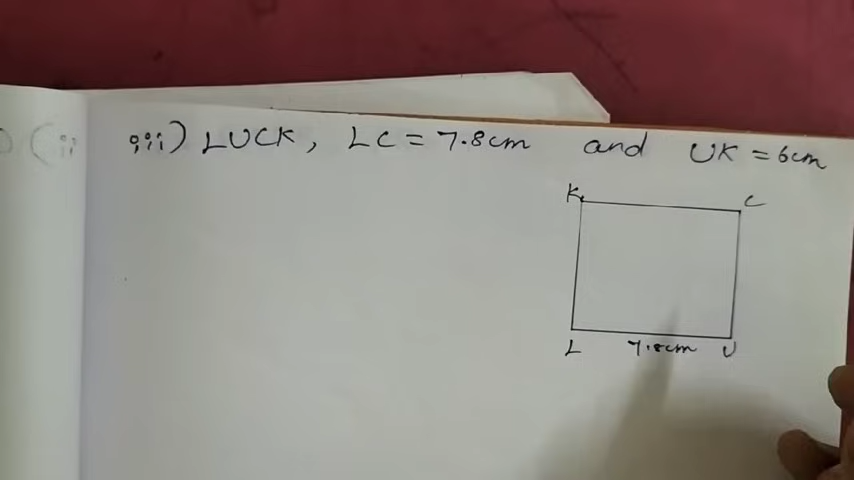 iii) LUCK, LC = 7.8cm and UK = 6cm
K C
L 7.8cm U